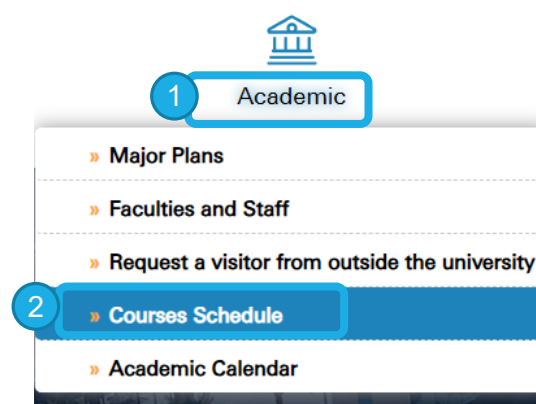 1 Academic
» Major Plans
» Faculties and Staff
» Request a visitor from outside the university
2 » Courses Schedule
» Academic Calendar